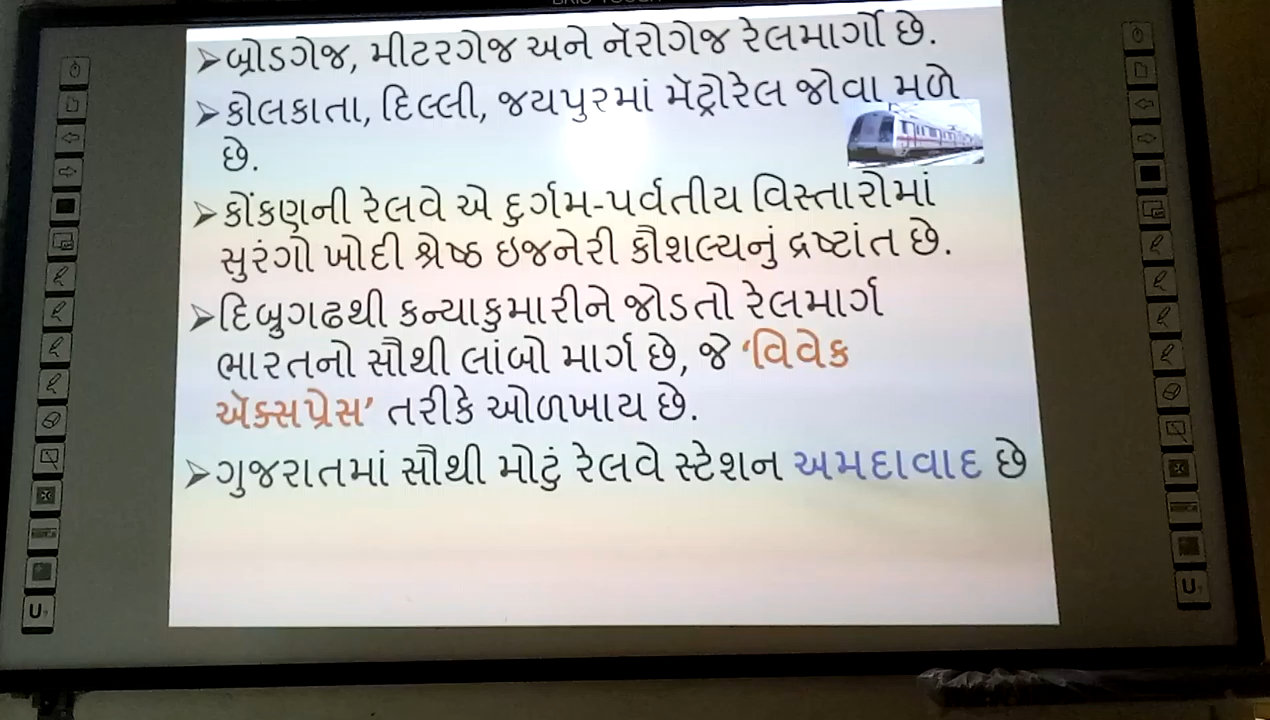 ➢બ્રોડગેજ, મીટરગેજ અને નૅરોગેજ રેલમાર્ગો છે.
➢કોલકાતા, દિલ્લી, જયપુરમાં મૅટ્રોરેલ જોવા મળે
છે.
➢કોંકણની રેલવે એ દુર્ગમ-પર્વતીય વિસ્તારોમાં
સુરંગો ખોદી શ્રેષ્ઠ ઇજનેરી કૌશલ્યનું દ્રષ્ટાંત છે.
➢દિબ્રુગઢથી કન્યાકુમારીને જોડતો રેલમાર્ગ
ભારતનો સૌથી લાંબો માર્ગ છે, જે ‘વિવેક
ઍક્સપ્રેસ’ તરીકે ઓળખાય છે.
➢ગુજરાતમાં સૌથી મોટું રેલવે સ્ટેશન અમદાવાદ છે